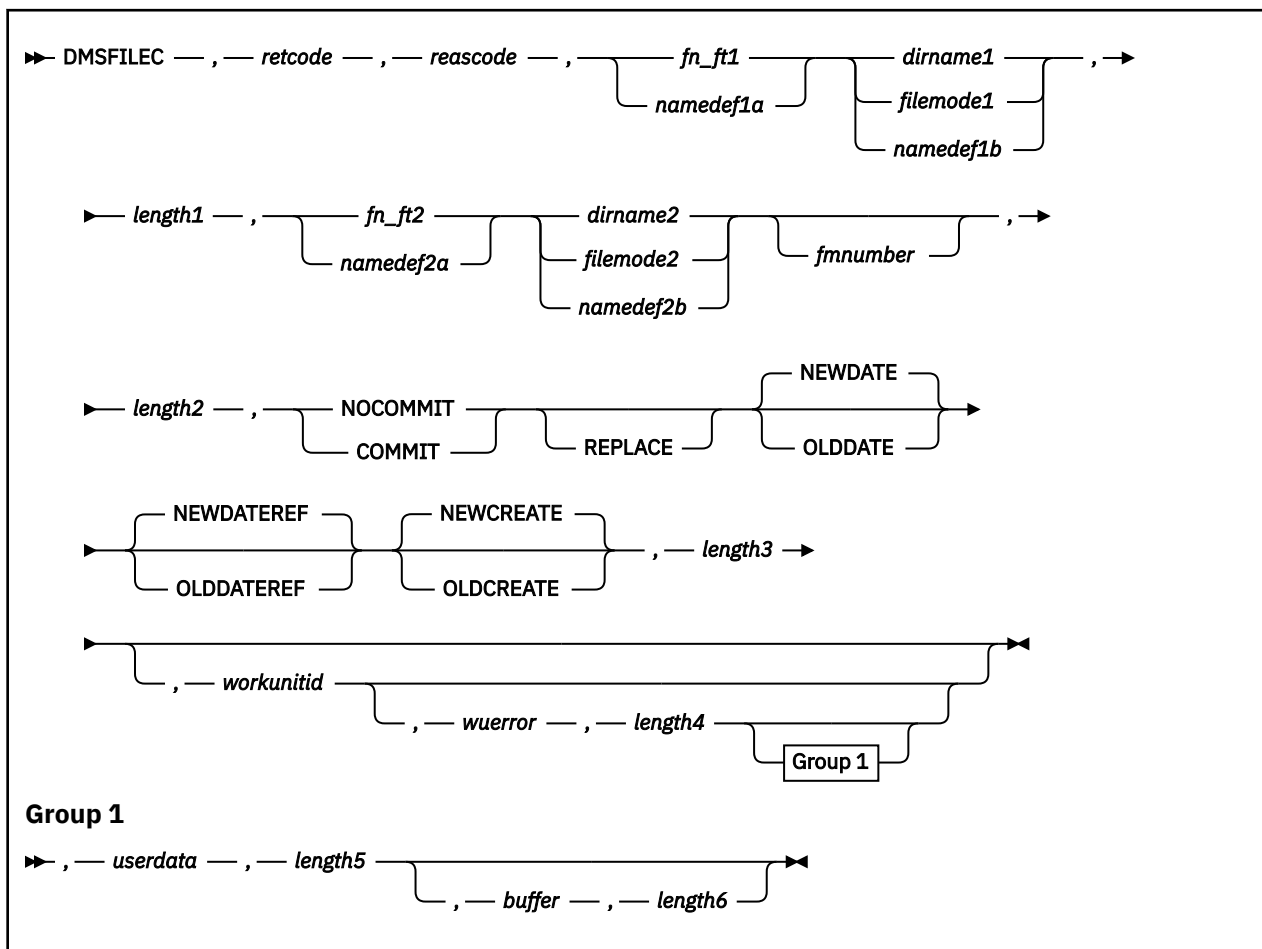 DMSFILEC , retcode , reascode , fn_ft1 dirname1 ,
namedef1a filemode1
namedef1b
length1 , fn_ft2 dirname2 ,
namedef2a filemode2 fmnumber
namedef2b
NEWDATE
length2 , NOCOMMIT
COMMIT REPLACE OLDDATE
NEWDATEREF NEWCREATE
, length3
OLDDATEREF OLDCREATE
, workunitid
, wuerror , length4
Group 1
Group 1
, userdata , length5
, buffer , length6